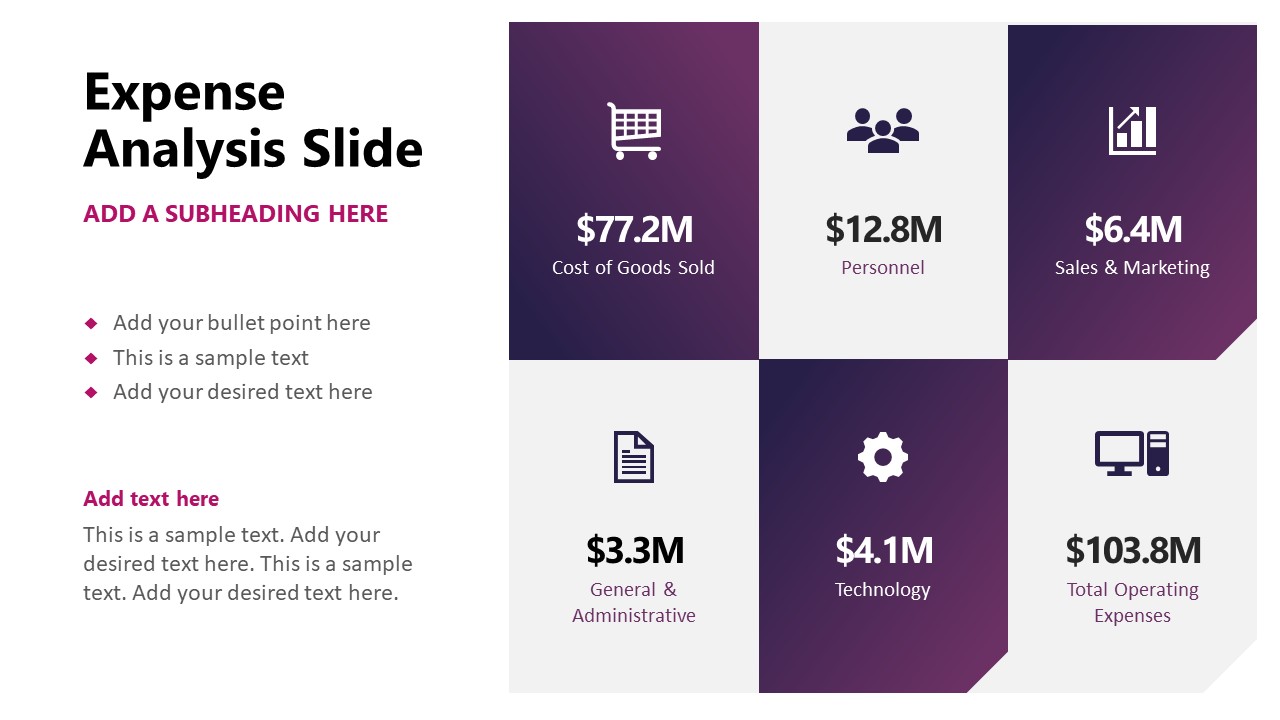 Expense
Analysis Slide
ADD A SUBHEADING HERE
Add your bullet point here
This is a sample text
Add your desired text here
Add text here
This is a sample text. Add your
desired text here. This is a sample
text. Add your desired text here.
$77.2M
Cost of Goods Sold
$12.8M
Personnel
$6.4M
Sales & Marketing
$3.3M
General &
Administrative
$4.1M
Technology
$103.8M
Total Operating
Expenses